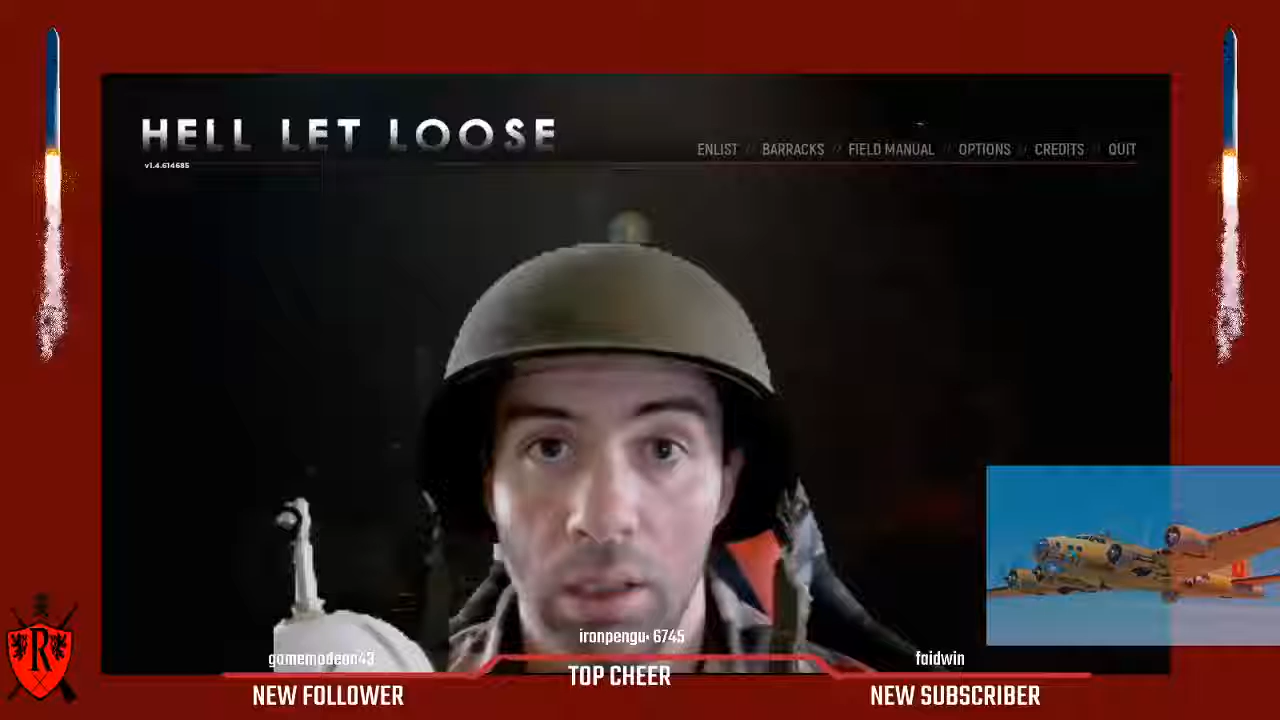 HELL LET LOOSE
v1.4.614685
ENLIST // BARRACKS // FIELD MANUAL // OPTIONS // CREDITS // QUIT
R
ironpengu• 6745
TOP CHEER
gamemodeon43
NEW FOLLOWER
faidwin
NEW SUBSCRIBER